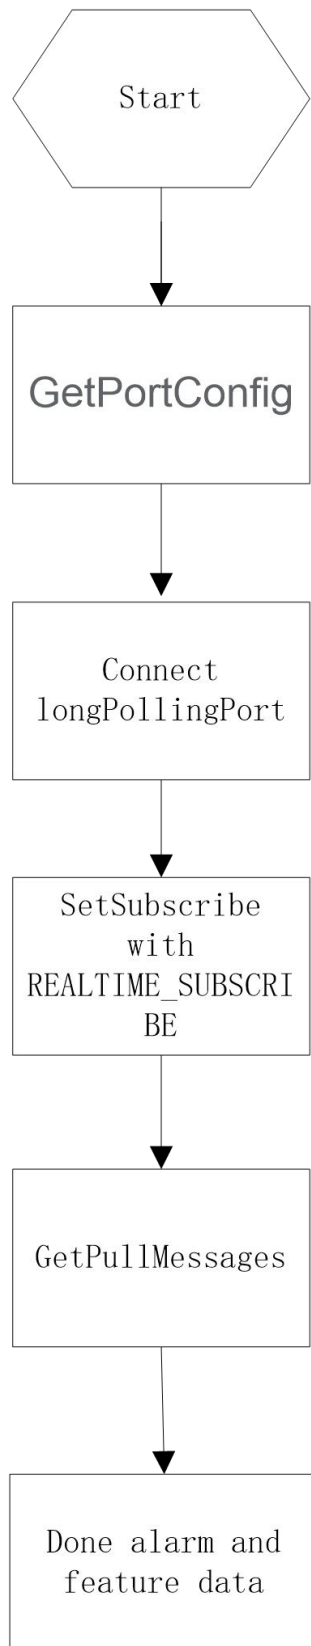 Start
GetPortConfig
Connect
longPollingPort
SetSubscribe
with
REALTIME_SUBSCRI
BE
GetPullMessages
Done alarm and
feature data